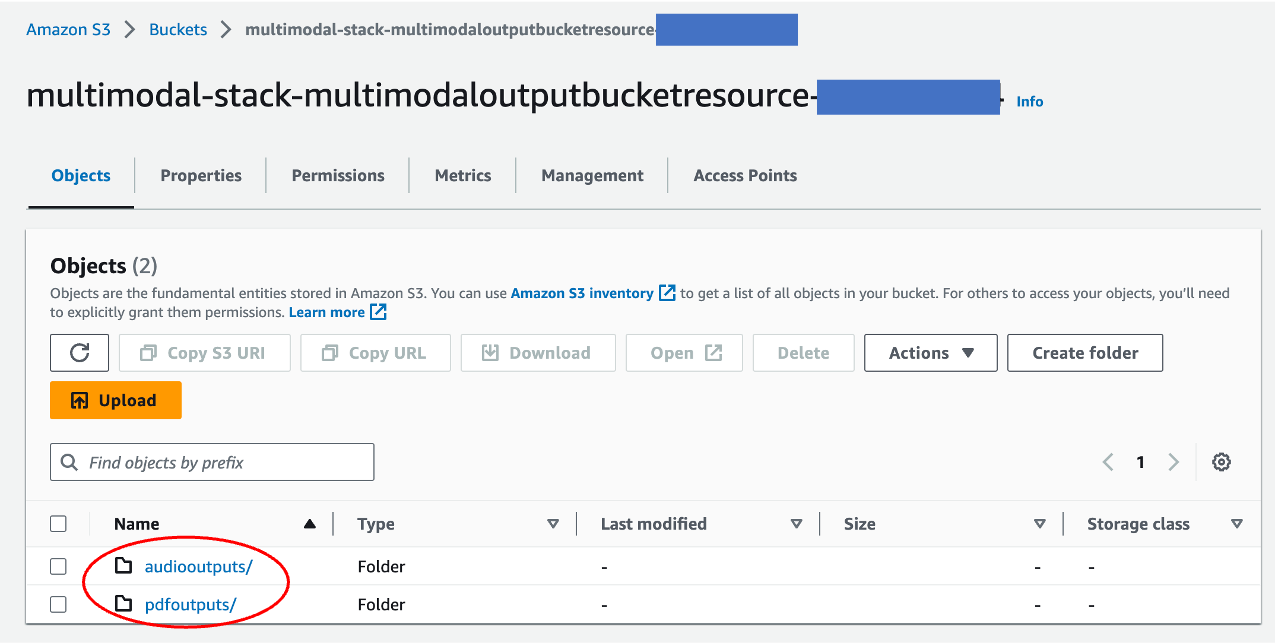 Amazon S3 > Buckets > multimodal-stack-multimodaloutputbucketresource-
multimodal-stack-multimodaloutputbucketresource- Info
Objects Properties Permissions Metrics Management Access Points
Objects (2)
Objects are the fundamental entities stored in Amazon S3. You can use Amazon S3 inventory to get a list of all objects in your bucket. For others to access your objects, you'll need
to explicitly grant them permissions. Learn more
Copy S3 URI Copy URL Download Open Delete Actions Create folder
Upload
Find objects by prefix 1
Name Type Last modified Size Storage class
audiooutputs/ Folder - - -
pdfoutputs/ Folder - - -